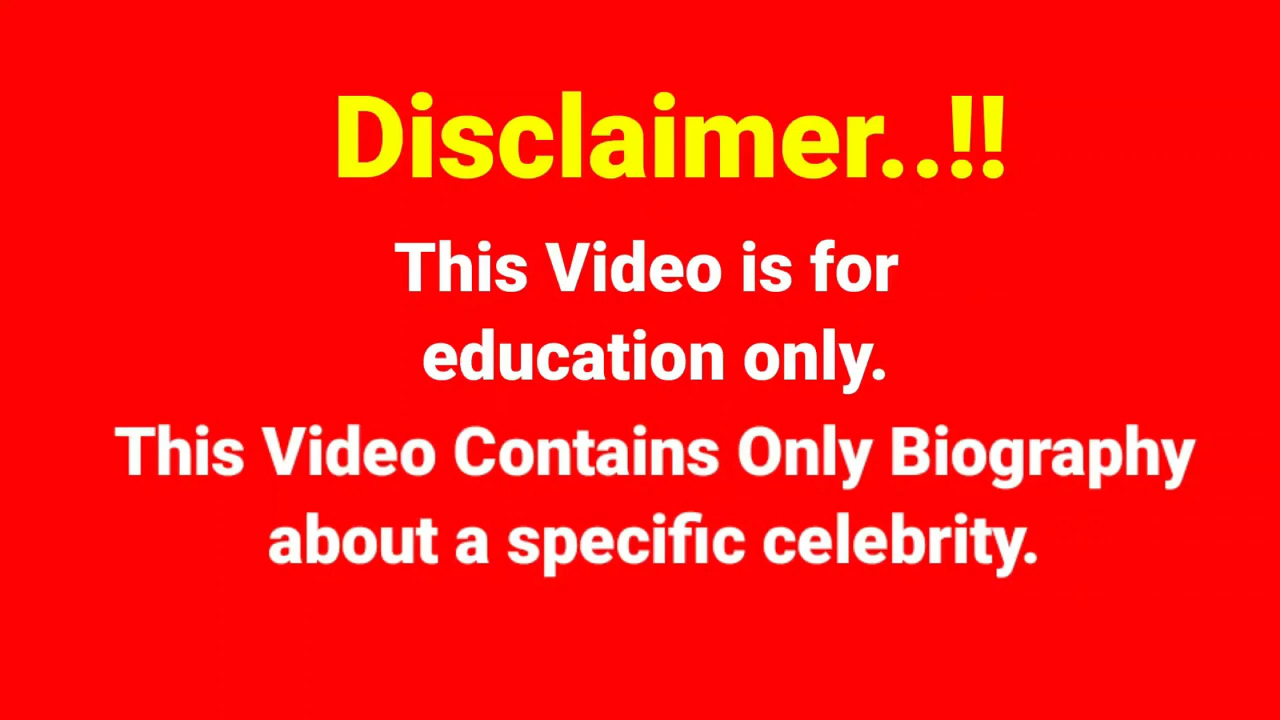 Disclaimer..!!
This Video is for
education only.
This Video Contains Only Biography
about a specific celebrity.